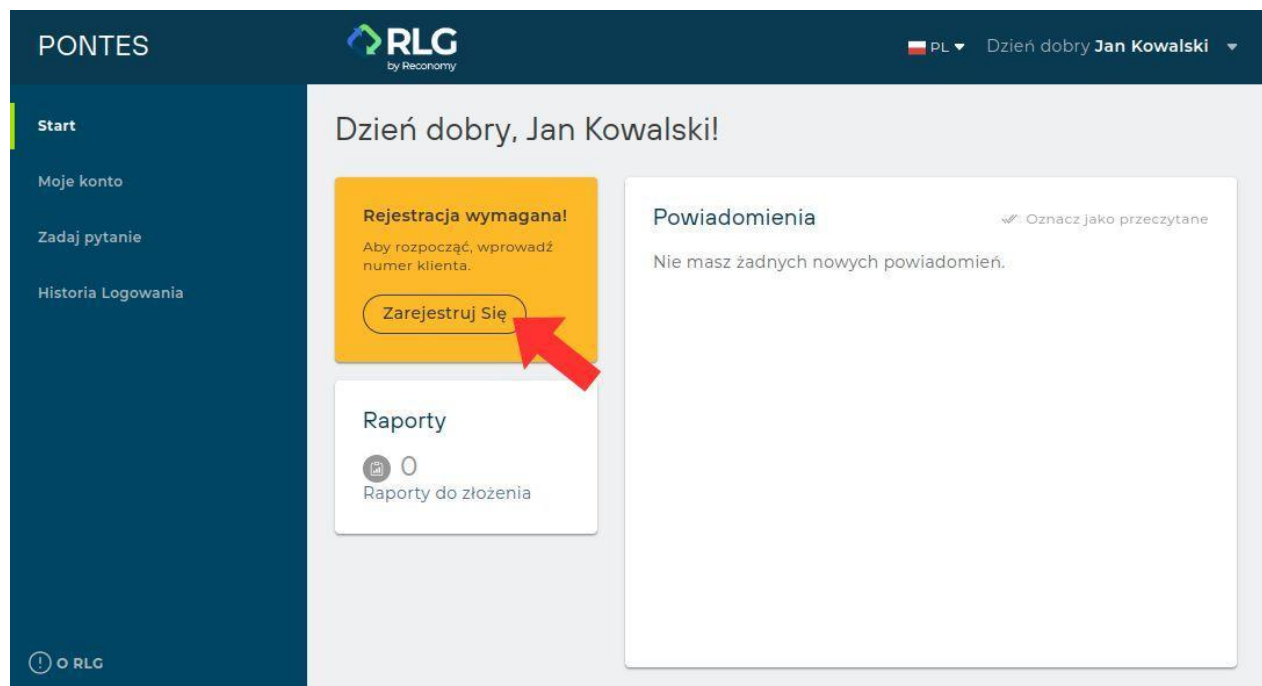 PONTES
RLG
by Reconomy
PL
Dzień dobry Jan Kowalski
Start
Moje konto
Zadaj pytanie
Historia Logowania
O RLG
Dzień dobry, Jan Kowalski!
Rejestracja wymagana!
Aby rozpocząć, wprowadź
numer klienta.
Zarejestruj Się
Raporty
0
Raporty do złożenia
Powiadomienia
Oznacz jako przeczytane
Nie masz żadnych nowych powiadomień.